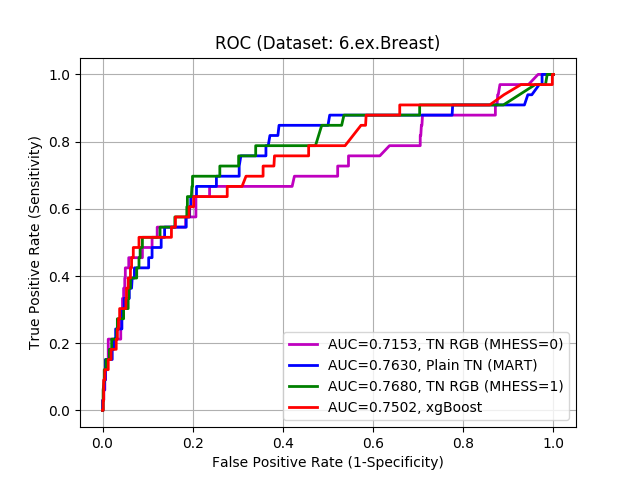 ROC (Dataset: 6.ex.Breast)
True Positive Rate (Sensitivity)
1.0
0.8
0.6
0.4
0.2
0.0
AUC=0.7153, TN RGB (MHESS=0)
AUC=0.7630, Plain TN (MART)
AUC=0.7680, TN RGB (MHESS=1)
AUC=0.7502, xgBoost
0.0 0.2 0.4 0.6 0.8 1.0
False Positive Rate (1-Specificity)